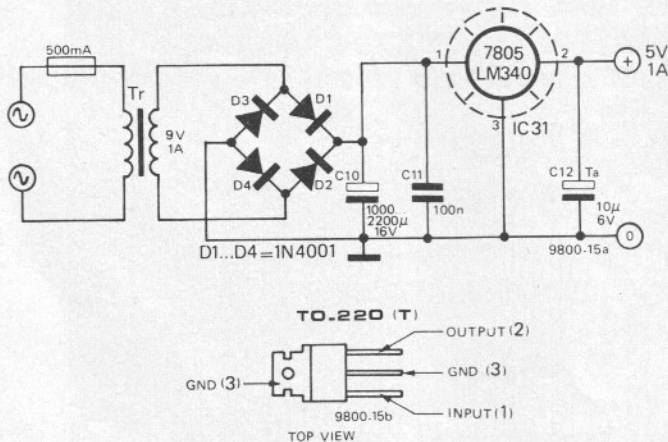 500mA
Tr
9V
1A
D3
D1
D4
D2
D1...D4=1N4001
C10
1000...
2200µ
16V
C11
100n
1
7805
LM340
2
3
IC31
C12
Ta
10µ
6V
5V
1A
+
0
9800-15a
TO-220 (T)
OUTPUT (2)
GND (3)
GND (3)
INPUT (1)
9800-15b
TOP VIEW